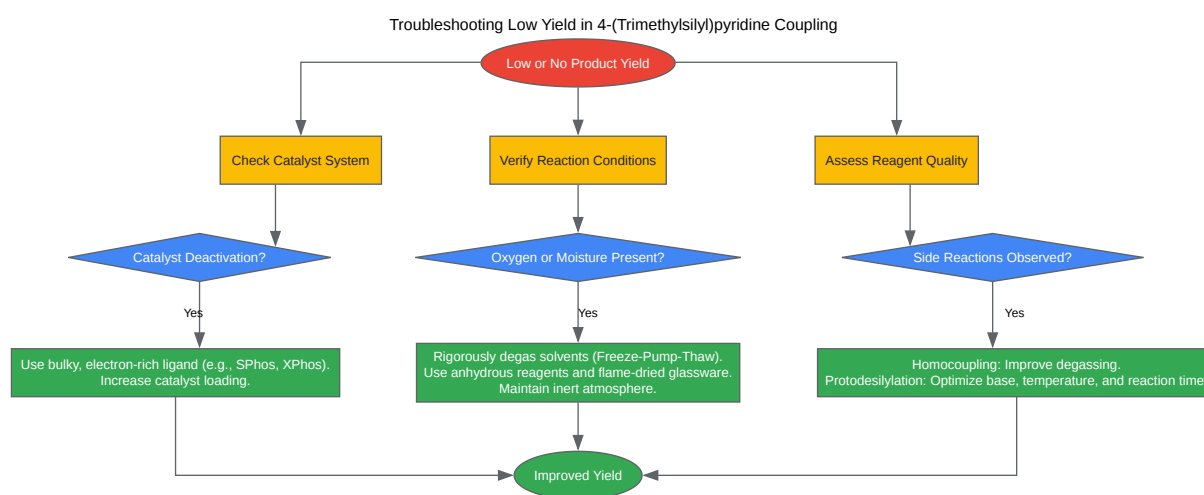 Troubleshooting Low Yield in 4-(Trimethylsilyl)pyridine Coupling
Low or No Product Yield
Check Catalyst System
Verify Reaction Conditions
Assess Reagent Quality
Catalyst Deactivation?
Oxygen or Moisture Present?
Side Reactions Observed?
Yes
Yes
Yes
Use bulky, electron-rich ligand (e.g., SPhos, XPhos).
Increase catalyst loading.
Rigorously degas solvents (Freeze-Pump-Thaw).
Use anhydrous reagents and flame-dried glassware.
Maintain inert atmosphere.
Homocoupling: Improve degassing.
Protodesilylation: Optimize base, temperature, and reaction time
Improved Yield